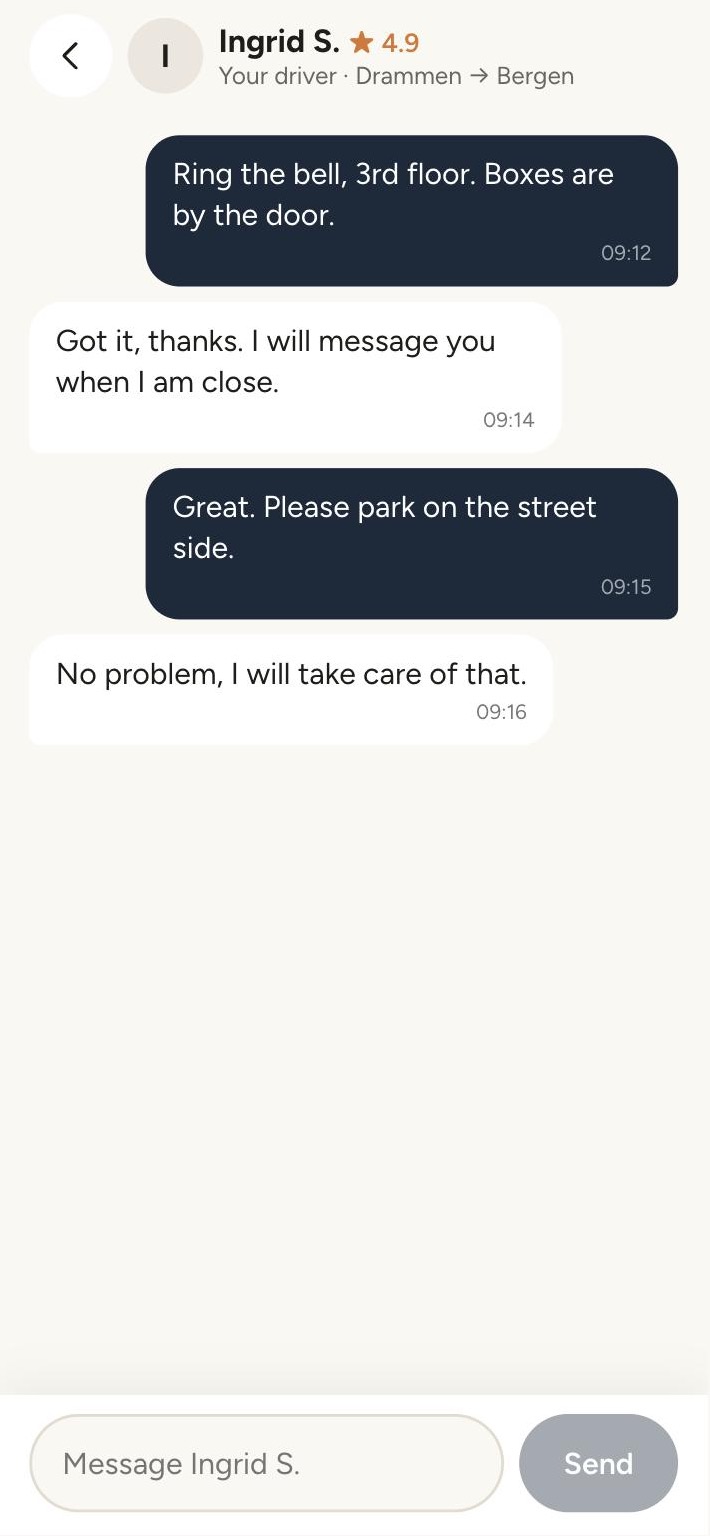 I
Ingrid S. ★ 4.9
Your driver · Drammen → Bergen
Ring the bell, 3rd floor. Boxes are
by the door.
09:12
Got it, thanks. I will message you
when I am close.
09:14
Great. Please park on the street
side.
09:15
No problem, I will take care of that.
09:16
Message Ingrid S.
Send